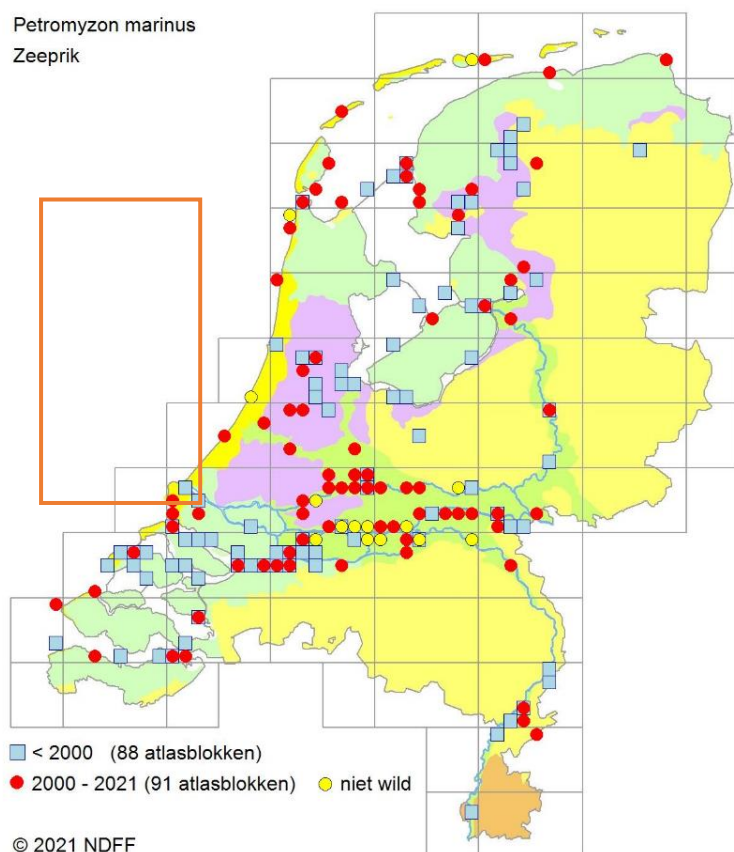 Petromyzon marinus
Zeeprik
< 2000 (88 atlasblokken)
2000 - 2021 (91 atlasblokken) niet wild
© 2021 NDFF